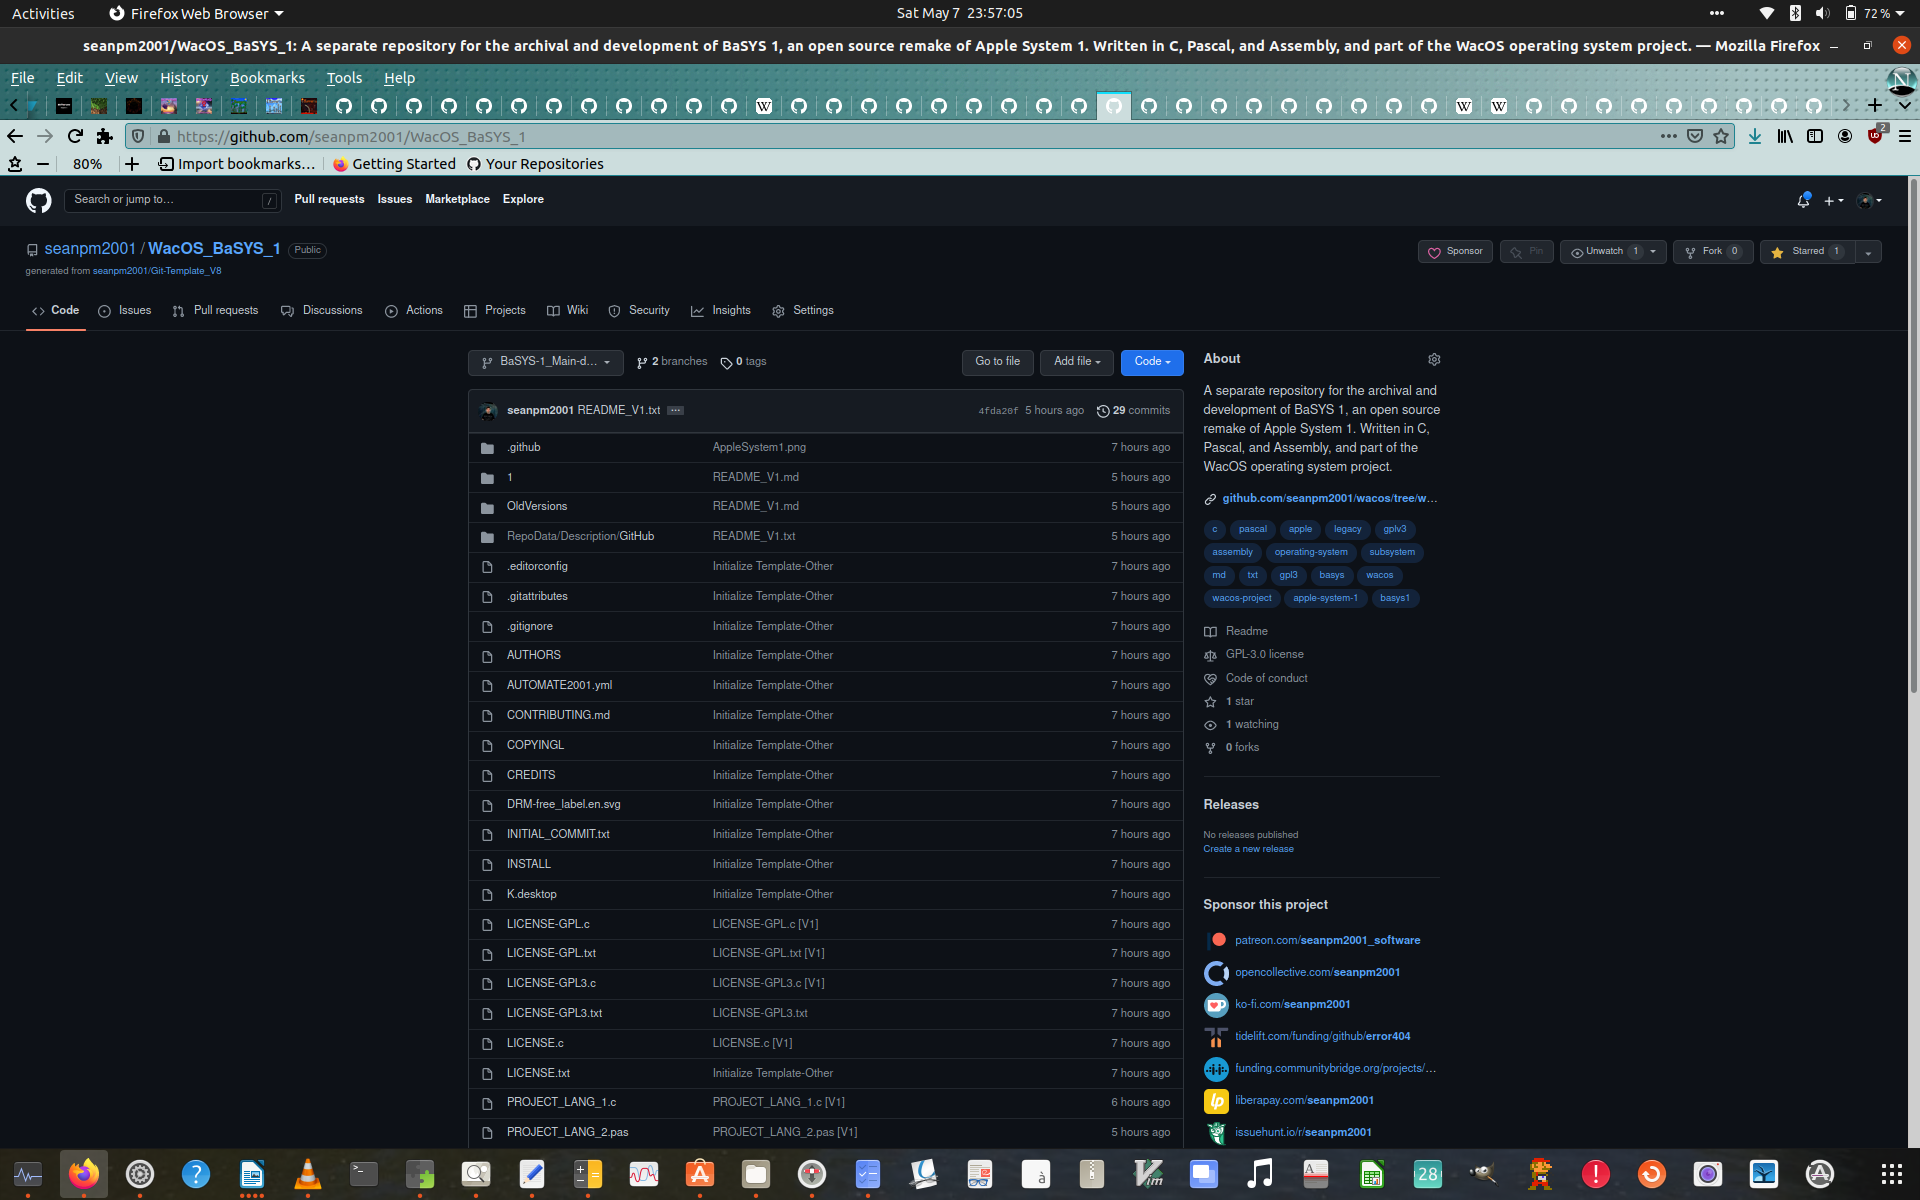 Activities Firefox Web Browser Sat May 7 23:57:05 72 %
seanpm2001/WacOS_BaSYS_1: A separate repository for the archival and development of BaSYS 1, an open source remake of Apple System 1. Written in C, Pascal, and Assembly, and part of the WacOS operating system project. — Mozilla Firefox
File Edit View History Bookmarks Tools Help
https://github.com/seanpm2001/WacOS_BaSYS_1 2
80% Import bookmarks… Getting Started Your Repositories
Search or jump to… / Pull requests Issues Marketplace Explore
seanpm2001 / WacOS_BaSYS_1 Public Sponsor Pin Unwatch 1 Fork 0 Starred 1
generated from seanpm2001/Git-Template_V8
Code Issues Pull requests Discussions Actions Projects Wiki Security Insights Settings
BaSYS-1_Main-d… 2 branches 0 tags Go to file Add file Code
seanpm2001 README_V1.txt ··· 4fda20f 5 hours ago 29 commits
.github AppleSystem1.png 7 hours ago
1 README_V1.md 5 hours ago
OldVersions README_V1.md 5 hours ago
RepoData/Description/GitHub README_V1.txt 5 hours ago
.editorconfig Initialize Template-Other 7 hours ago
.gitattributes Initialize Template-Other 7 hours ago
.gitignore Initialize Template-Other 7 hours ago
AUTHORS Initialize Template-Other 7 hours ago
AUTOMATE2001.yml Initialize Template-Other 7 hours ago
CONTRIBUTING.md Initialize Template-Other 7 hours ago
COPYINGL Initialize Template-Other 7 hours ago
CREDITS Initialize Template-Other 7 hours ago
DRM-free_label.en.svg Initialize Template-Other 7 hours ago
INITIAL_COMMIT.txt Initialize Template-Other 7 hours ago
INSTALL Initialize Template-Other 7 hours ago
K.desktop Initialize Template-Other 7 hours ago
LICENSE-GPL.c LICENSE-GPL.c [V1] 7 hours ago
LICENSE-GPL.txt LICENSE-GPL.txt [V1] 7 hours ago
LICENSE-GPL3.c LICENSE-GPL3.c [V1] 7 hours ago
LICENSE-GPL3.txt LICENSE-GPL3.txt 7 hours ago
LICENSE.c LICENSE.c [V1] 7 hours ago
LICENSE.txt Initialize Template-Other 7 hours ago
PROJECT_LANG_1.c PROJECT_LANG_1.c [V1] 6 hours ago
PROJECT_LANG_2.pas PROJECT_LANG_2.pas [V1] 5 hours ago
About
A separate repository for the archival and
development of BaSYS 1, an open source
remake of Apple System 1. Written in C,
Pascal, and Assembly, and part of the
WacOS operating system project.
github.com/seanpm2001/wacos/tree/w…
c pascal apple legacy gplv3
assembly operating-system subsystem
md txt gpl3 basys wacos
wacos-project apple-system-1 basys1
Readme
GPL-3.0 license
Code of conduct
1 star
1 watching
0 forks
Releases
No releases published
Create a new release
Sponsor this project
patreon.com/seanpm2001_software
opencollective.com/seanpm2001
ko-fi.com/seanpm2001
tidelift.com/funding/github/error404
funding.communitybridge.org/projects/…
liberapay.com/seanpm2001
issuehunt.io/r/seanpm2001
28